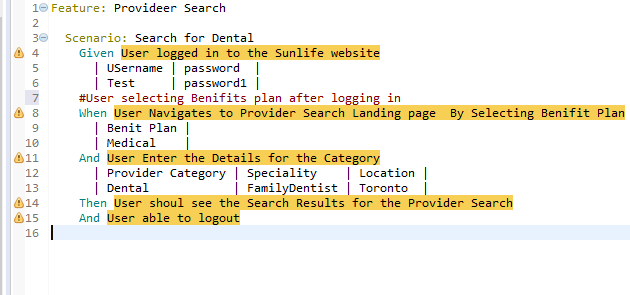 1 Feature: Provideer Search
2
3 Scenario: Search for Dental
4 Given User logged in to the Sunlife website
5 | USername | password |
6 | Test | password1 |
7 #User selecting Benifits plan after logging in
8 When User Navigates to Provider Search Landing page  By Selecting Benifit Plan
9 | Benit Plan |
10 | Medical |
11 And User Enter the Details for the Category
12 | Provider Category | Speciality | Location |
13 | Dental | FamilyDentist | Toronto |
14 Then User shoul see the Search Results for the Provider Search
15 And User able to logout
16